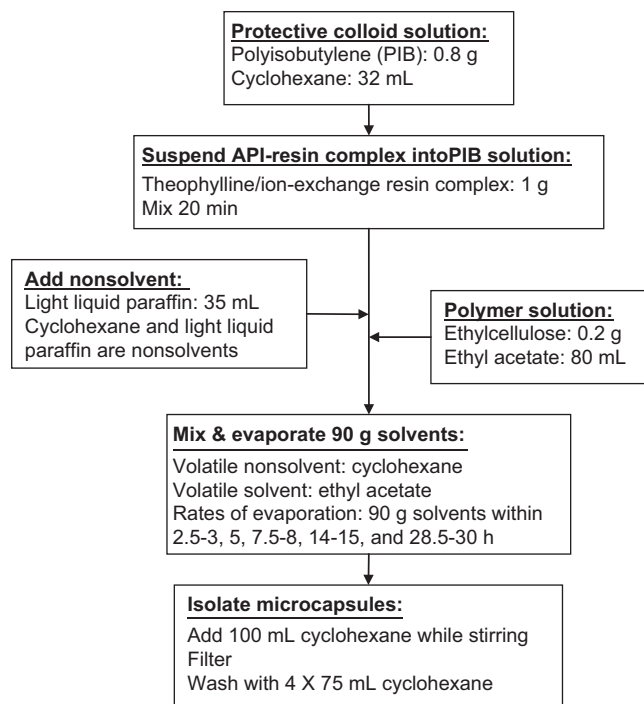 Protective colloid solution:
Polyisobutylene (PIB): 0.8 g
Cyclohexane: 32 mL
Suspend API-resin complex intoPIB solution:
Theophylline/ion-exchange resin complex: 1 g
Mix 20 min
Add nonsolvent:
Light liquid paraffin: 35 mL
Cyclohexane and light liquid
paraffin are nonsolvents
Polymer solution:
Ethylcellulose: 0.2 g
Ethyl acetate: 80 mL
Mix & evaporate 90 g solvents:
Volatile nonsolvent: cyclohexane
Volatile solvent: ethyl acetate
Rates of evaporation: 90 g solvents within
2.5-3, 5, 7.5-8, 14-15, and 28.5-30 h
Isolate microcapsules:
Add 100 mL cyclohexane while stirring
Filter
Wash with 4 X 75 mL cyclohexane